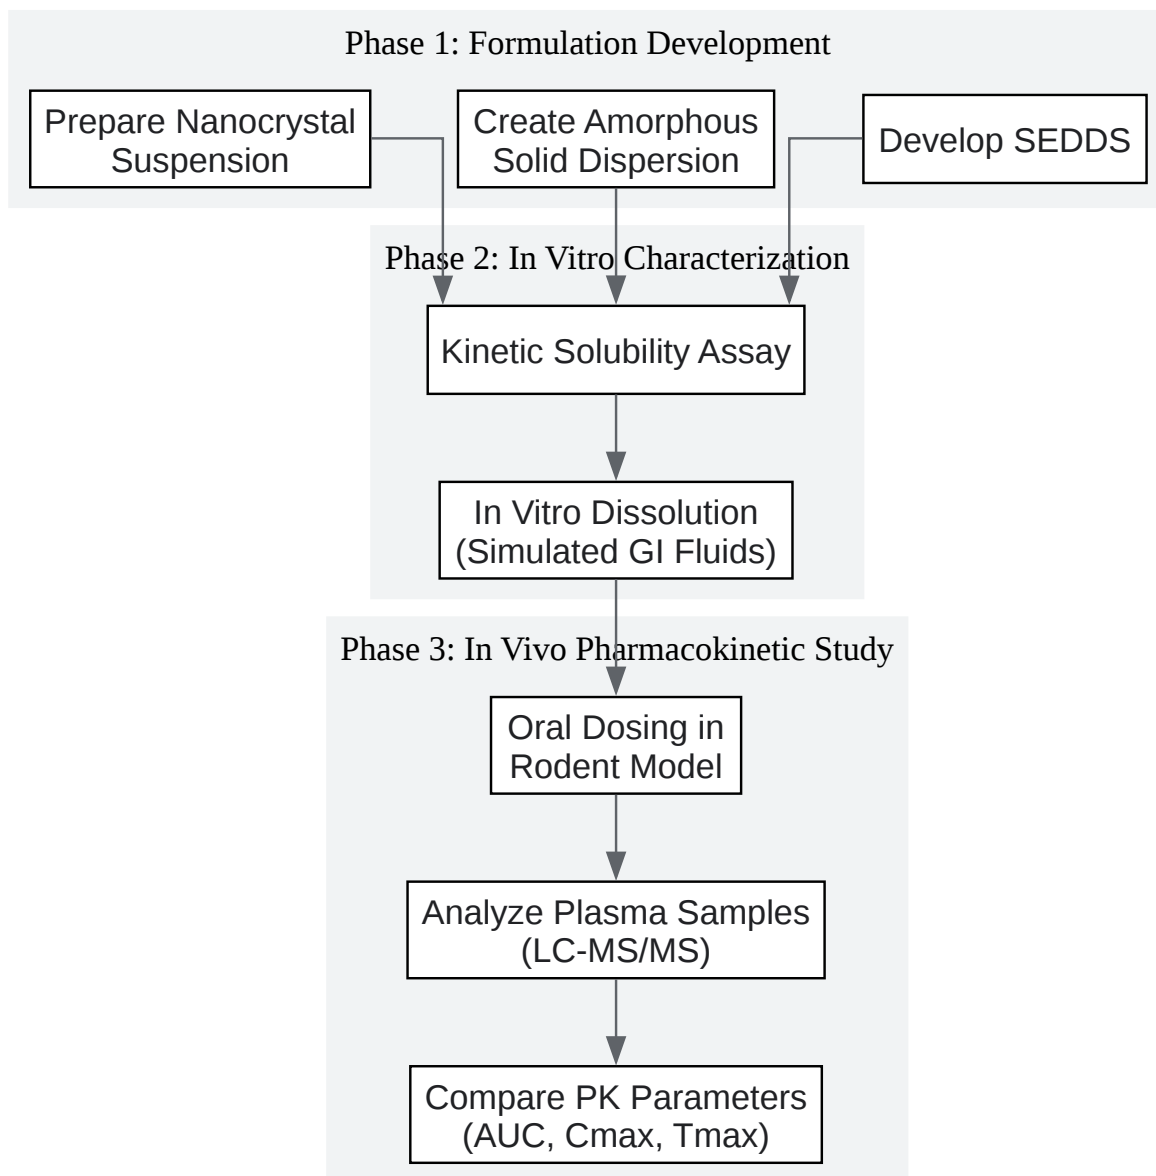 Phase 1: Formulation Development
Prepare Nanocrystal
Suspension
Create Amorphous
Solid Dispersion
Develop SEDDS
Phase 2: In Vitro Characterization
Kinetic Solubility Assay
In Vitro Dissolution
(Simulated GI Fluids)
Phase 3: In Vivo Pharmacokinetic Study
Oral Dosing in
Rodent Model
Analyze Plasma Samples
(LC-MS/MS)
Compare PK Parameters
(AUC, Cmax, Tmax)